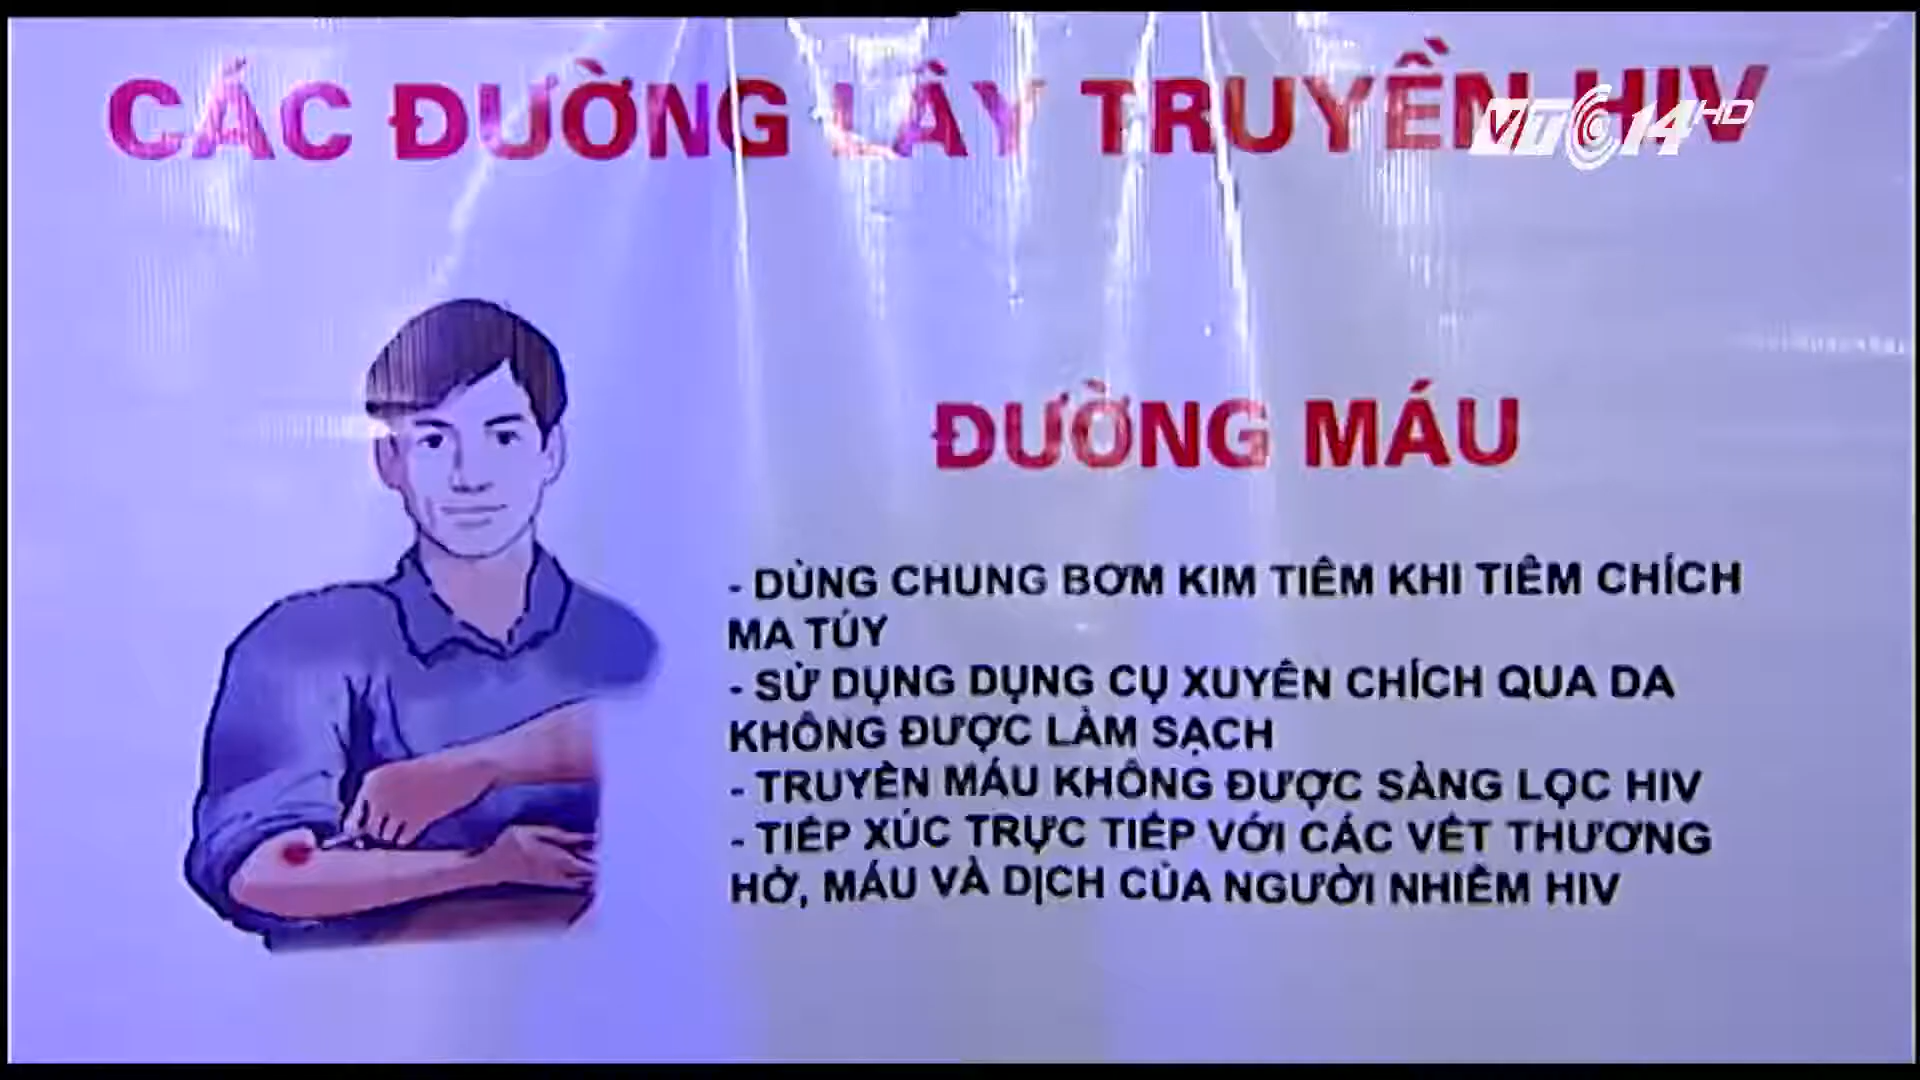 CÁC ĐƯỜNG LÂY TRUYỀN HIV
VTC14 HD
ĐƯỜNG MÁU
- DÙNG CHUNG BƠM KIM TIÊM KHI TIÊM CHÍCH
MA TÚY
- SỬ DỤNG DỤNG CỤ XUYÊN CHÍCH QUA DA
KHÔNG ĐƯỢC LÀM SẠCH
- TRUYỀN MÁU KHÔNG ĐƯỢC SÀNG LỌC HIV
- TIẾP XÚC TRỰC TIẾP VỚI CÁC VẾT THƯƠNG
HỞ, MÁU VÀ DỊCH CỦA NGƯỜI NHIỄM HIV